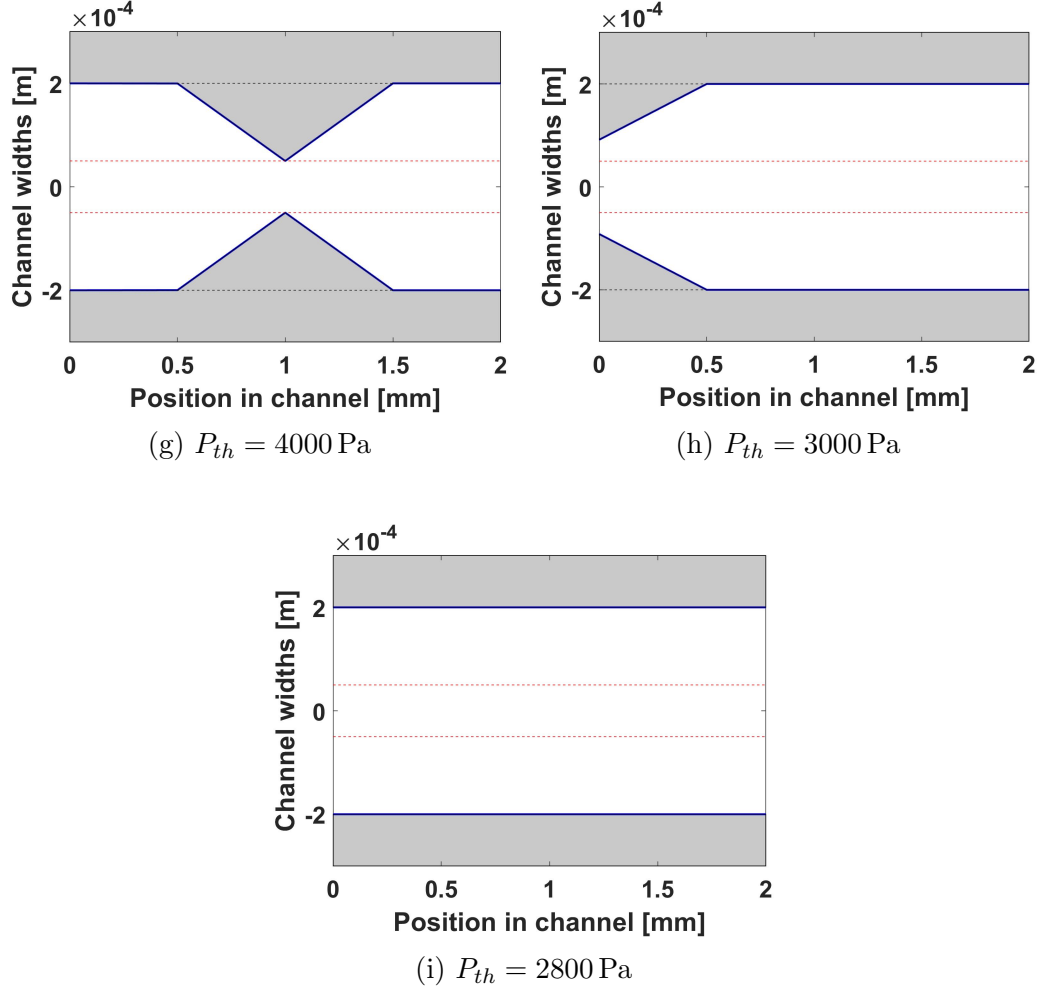 ×10-4
Channel widths [m]
2
0
-2
0 0.5 1 1.5 2
Position in channel [mm]
(g) Pth = 4000 Pa
×10-4
Channel widths [m]
2
0
-2
0 0.5 1 1.5 2
Position in channel [mm]
(h) Pth = 3000 Pa
×10-4
Channel widths [m]
2
0
-2
0 0.5 1 1.5 2
Position in channel [mm]
(i) Pth = 2800 Pa